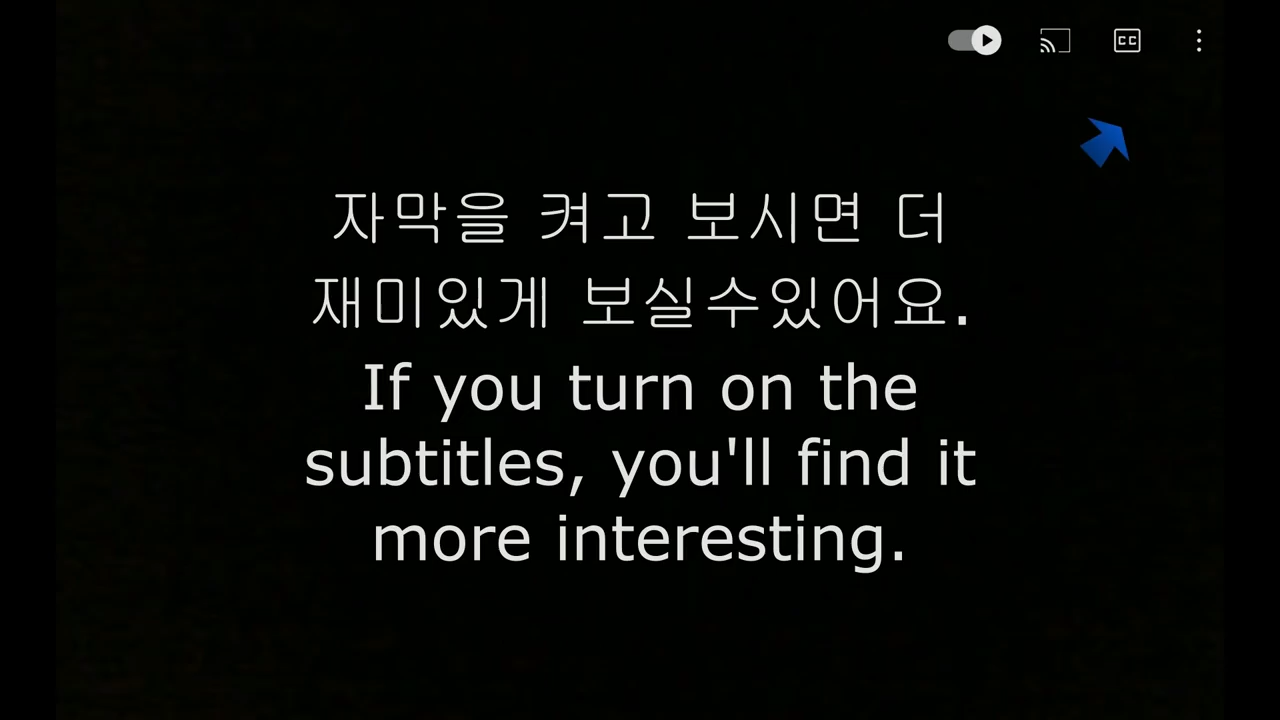 CC
자막을 켜고 보시면 더
재미있게 보실수있어요.
If you turn on the
subtitles, you'll find it
more interesting.